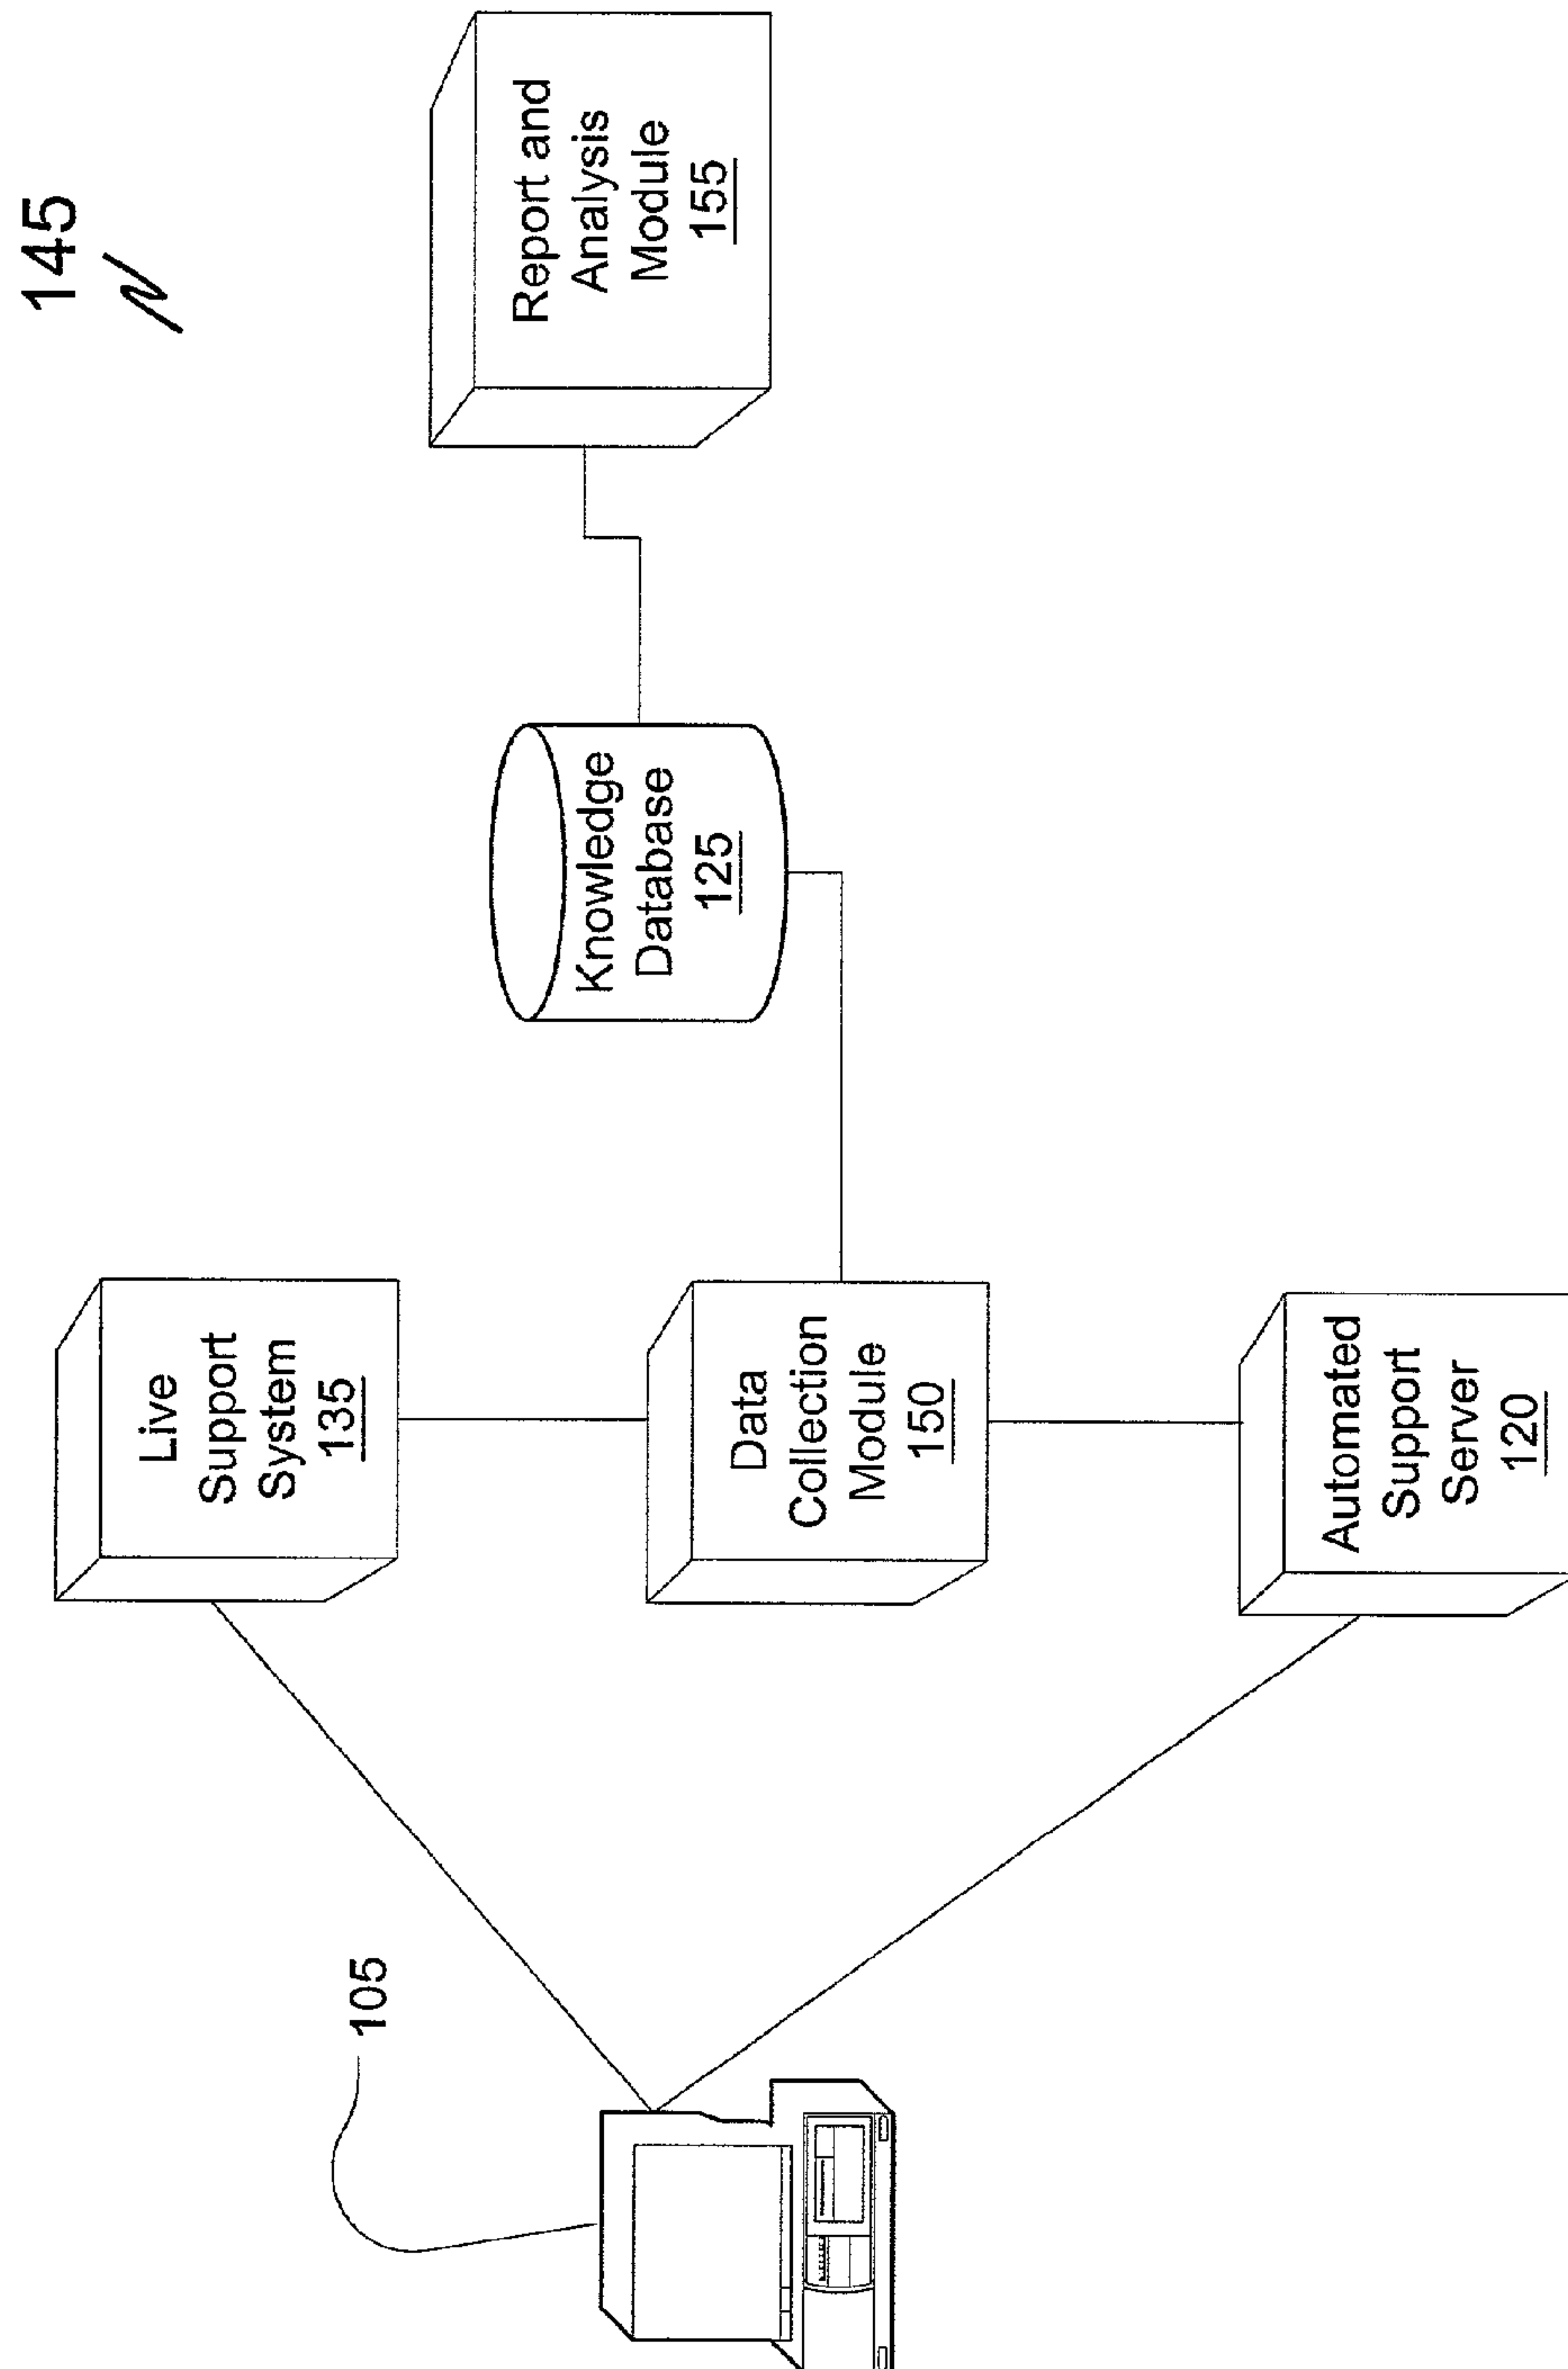 145
105
Live
Support
System
135
Data
Collection
Module
150
Automated
Support
Server
120
Knowledge
Database
125
Report and
Analysis
Module
155